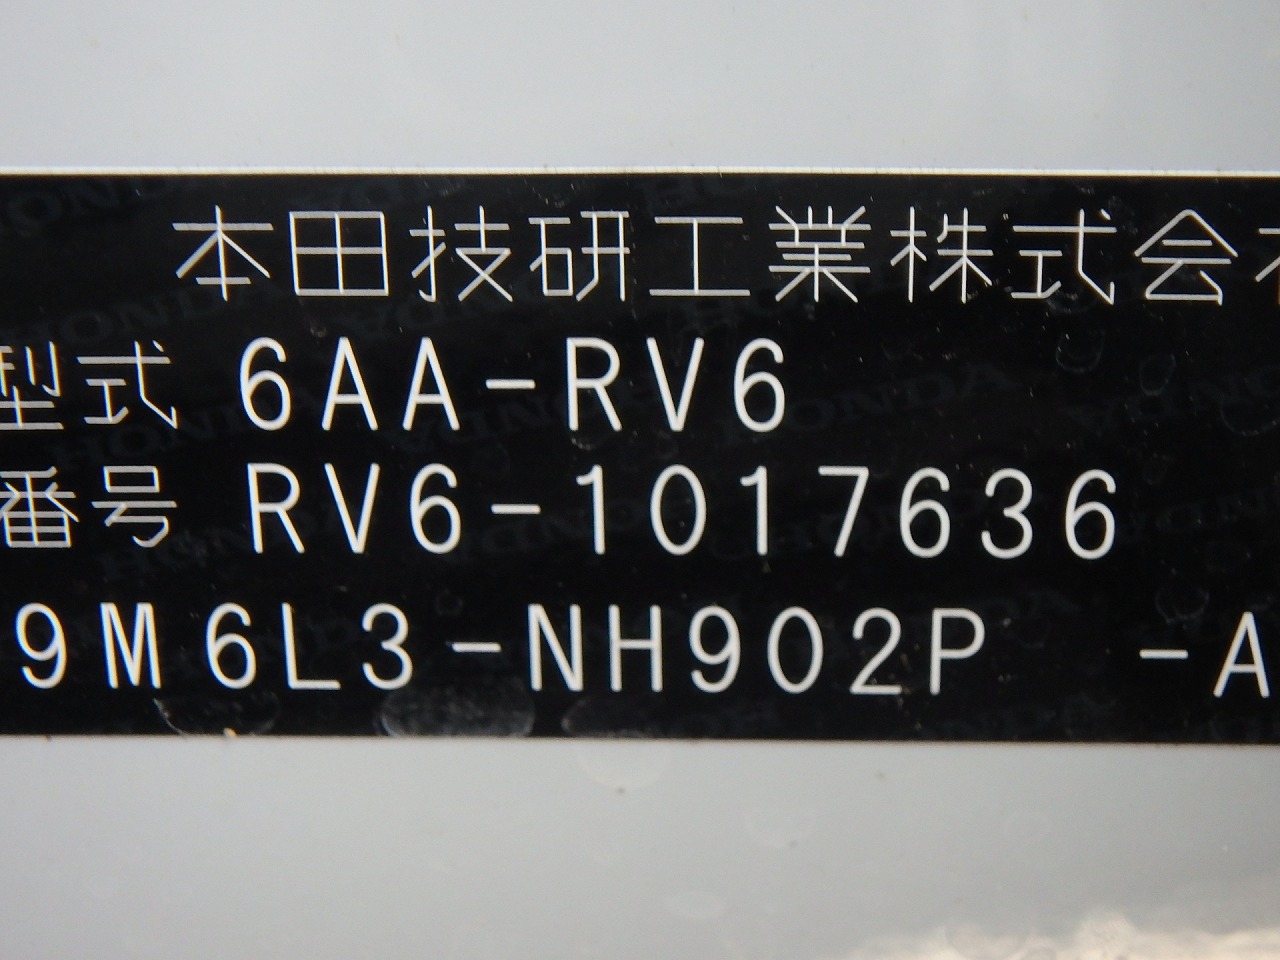 本田技研工業株式会
型式 6AA-RV6
番号 RV6-1017636
9M6L3-NH902P -A